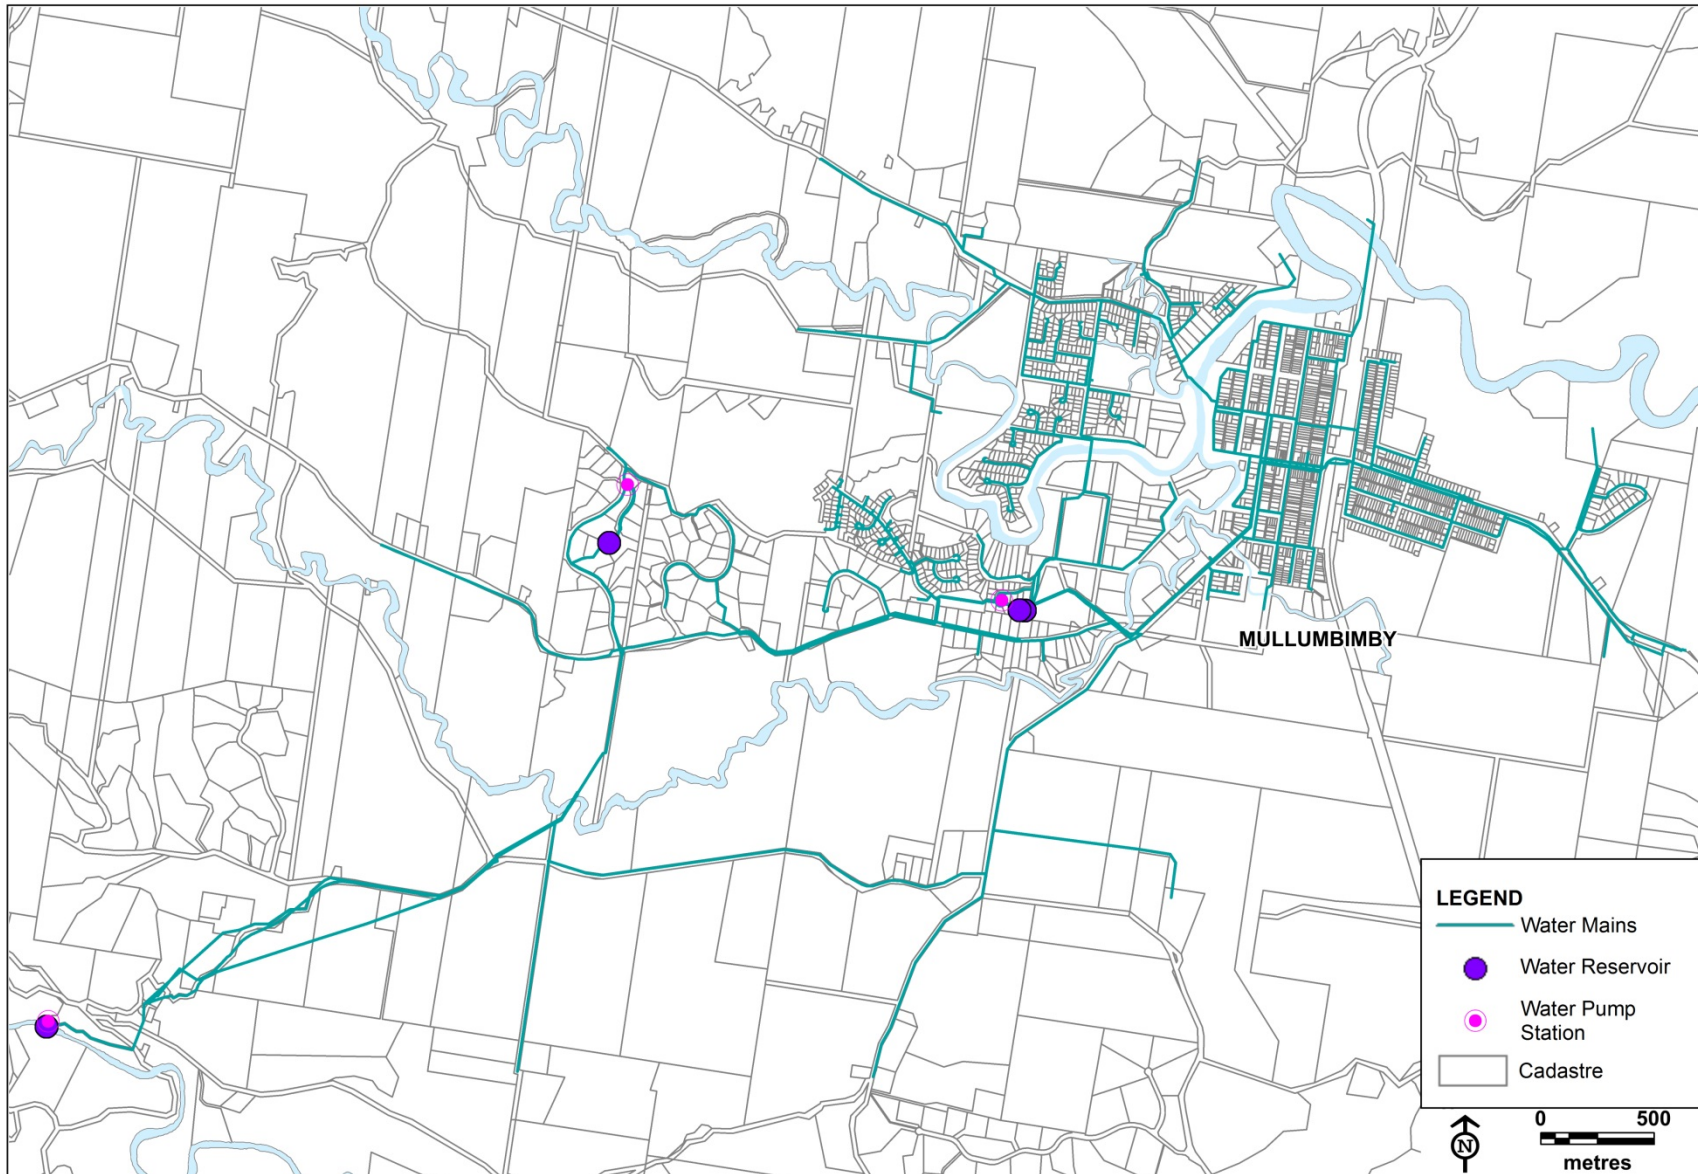 MULLUMBIMBY
LEGEND
Water Mains
Water Reservoir
Water Pump
Station
Cadastre
N
0 500
metres